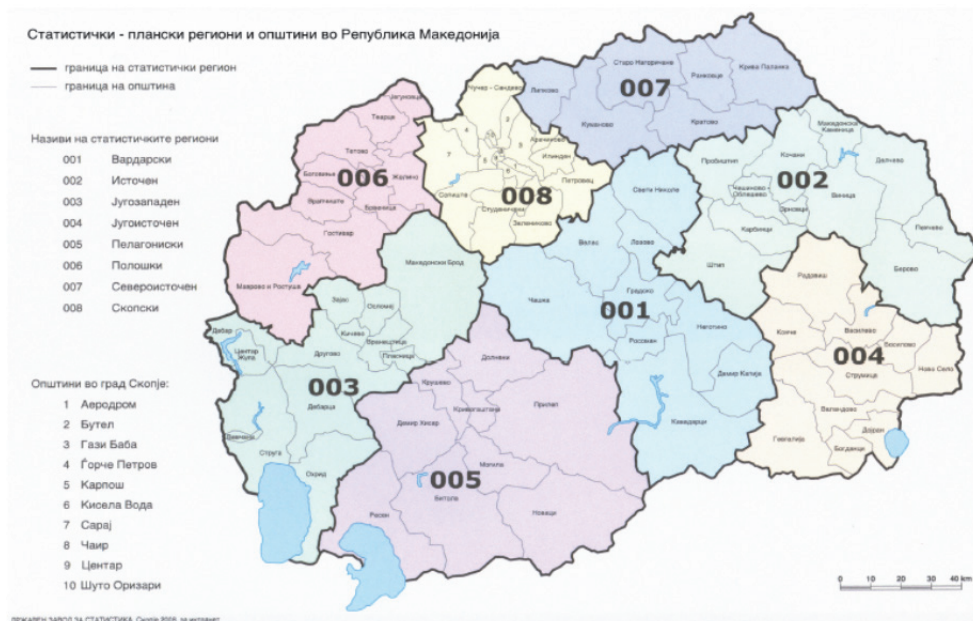 Статистички - плански региони и општини во Република Македонија
граница на статистички регион
граница на општина
Називи на статистичките региони
001 Вардарски
002 Источен
003 Југозападен
004 Југоисточен
005 Пелагониски
006 Полошки
007 Североисточен
008 Скопски
Општини во град Скопје:
1 Аеродром
2 Бутел
3 Гази Баба
4 Ѓорче Петров
5 Карпош
6 Кисела Вода
7 Сарај
8 Чаир
9 Центар
10 Шуто Оризари
007
Старо Нагоричане
Крива Паланка
Ранковце
Липково
Куманово
Кратово
006
Јегуновце
Теарце
Тетово
Боговиње
Желино
Врапчиште
Брвеница
Гостивар
Маврово и Ростуша
008
Чучер - Сандево
Арачиново
Илинден
Петровец
Сопиште
Студеничани
Зелениково
002
Македонска Каменица
Делчево
Кочани
Пробиштип
Чешиново Облешево
Зрновци
Виница
Карбинци
Пехчево
Берово
Штип
001
Свети Николе
Велес
Лозово
Градско
Чашка
Росоман
Неготино
Демир Капија
Кавадарци
004
Радовиш
Конче
Василево
Босилово
Ново Село
Струмица
Валандово
Дојран
Гевгелија
Богданци
003
Македонски Брод
Зајас
Осломеј
Кичево
Вранештица
Другово
Пласница
Дебар
Центар Жупа
Дебарца
Вевчани
Струга
Охрид
005
Долнени
Крушево
Кривогаштани
Прилеп
Демир Хисар
Могила
Битола
Новаци
Ресен
0 10 20 30 40 km
ДРЖАВЕН ЗАВОД ЗА СТАТИСТИКА, Скопје